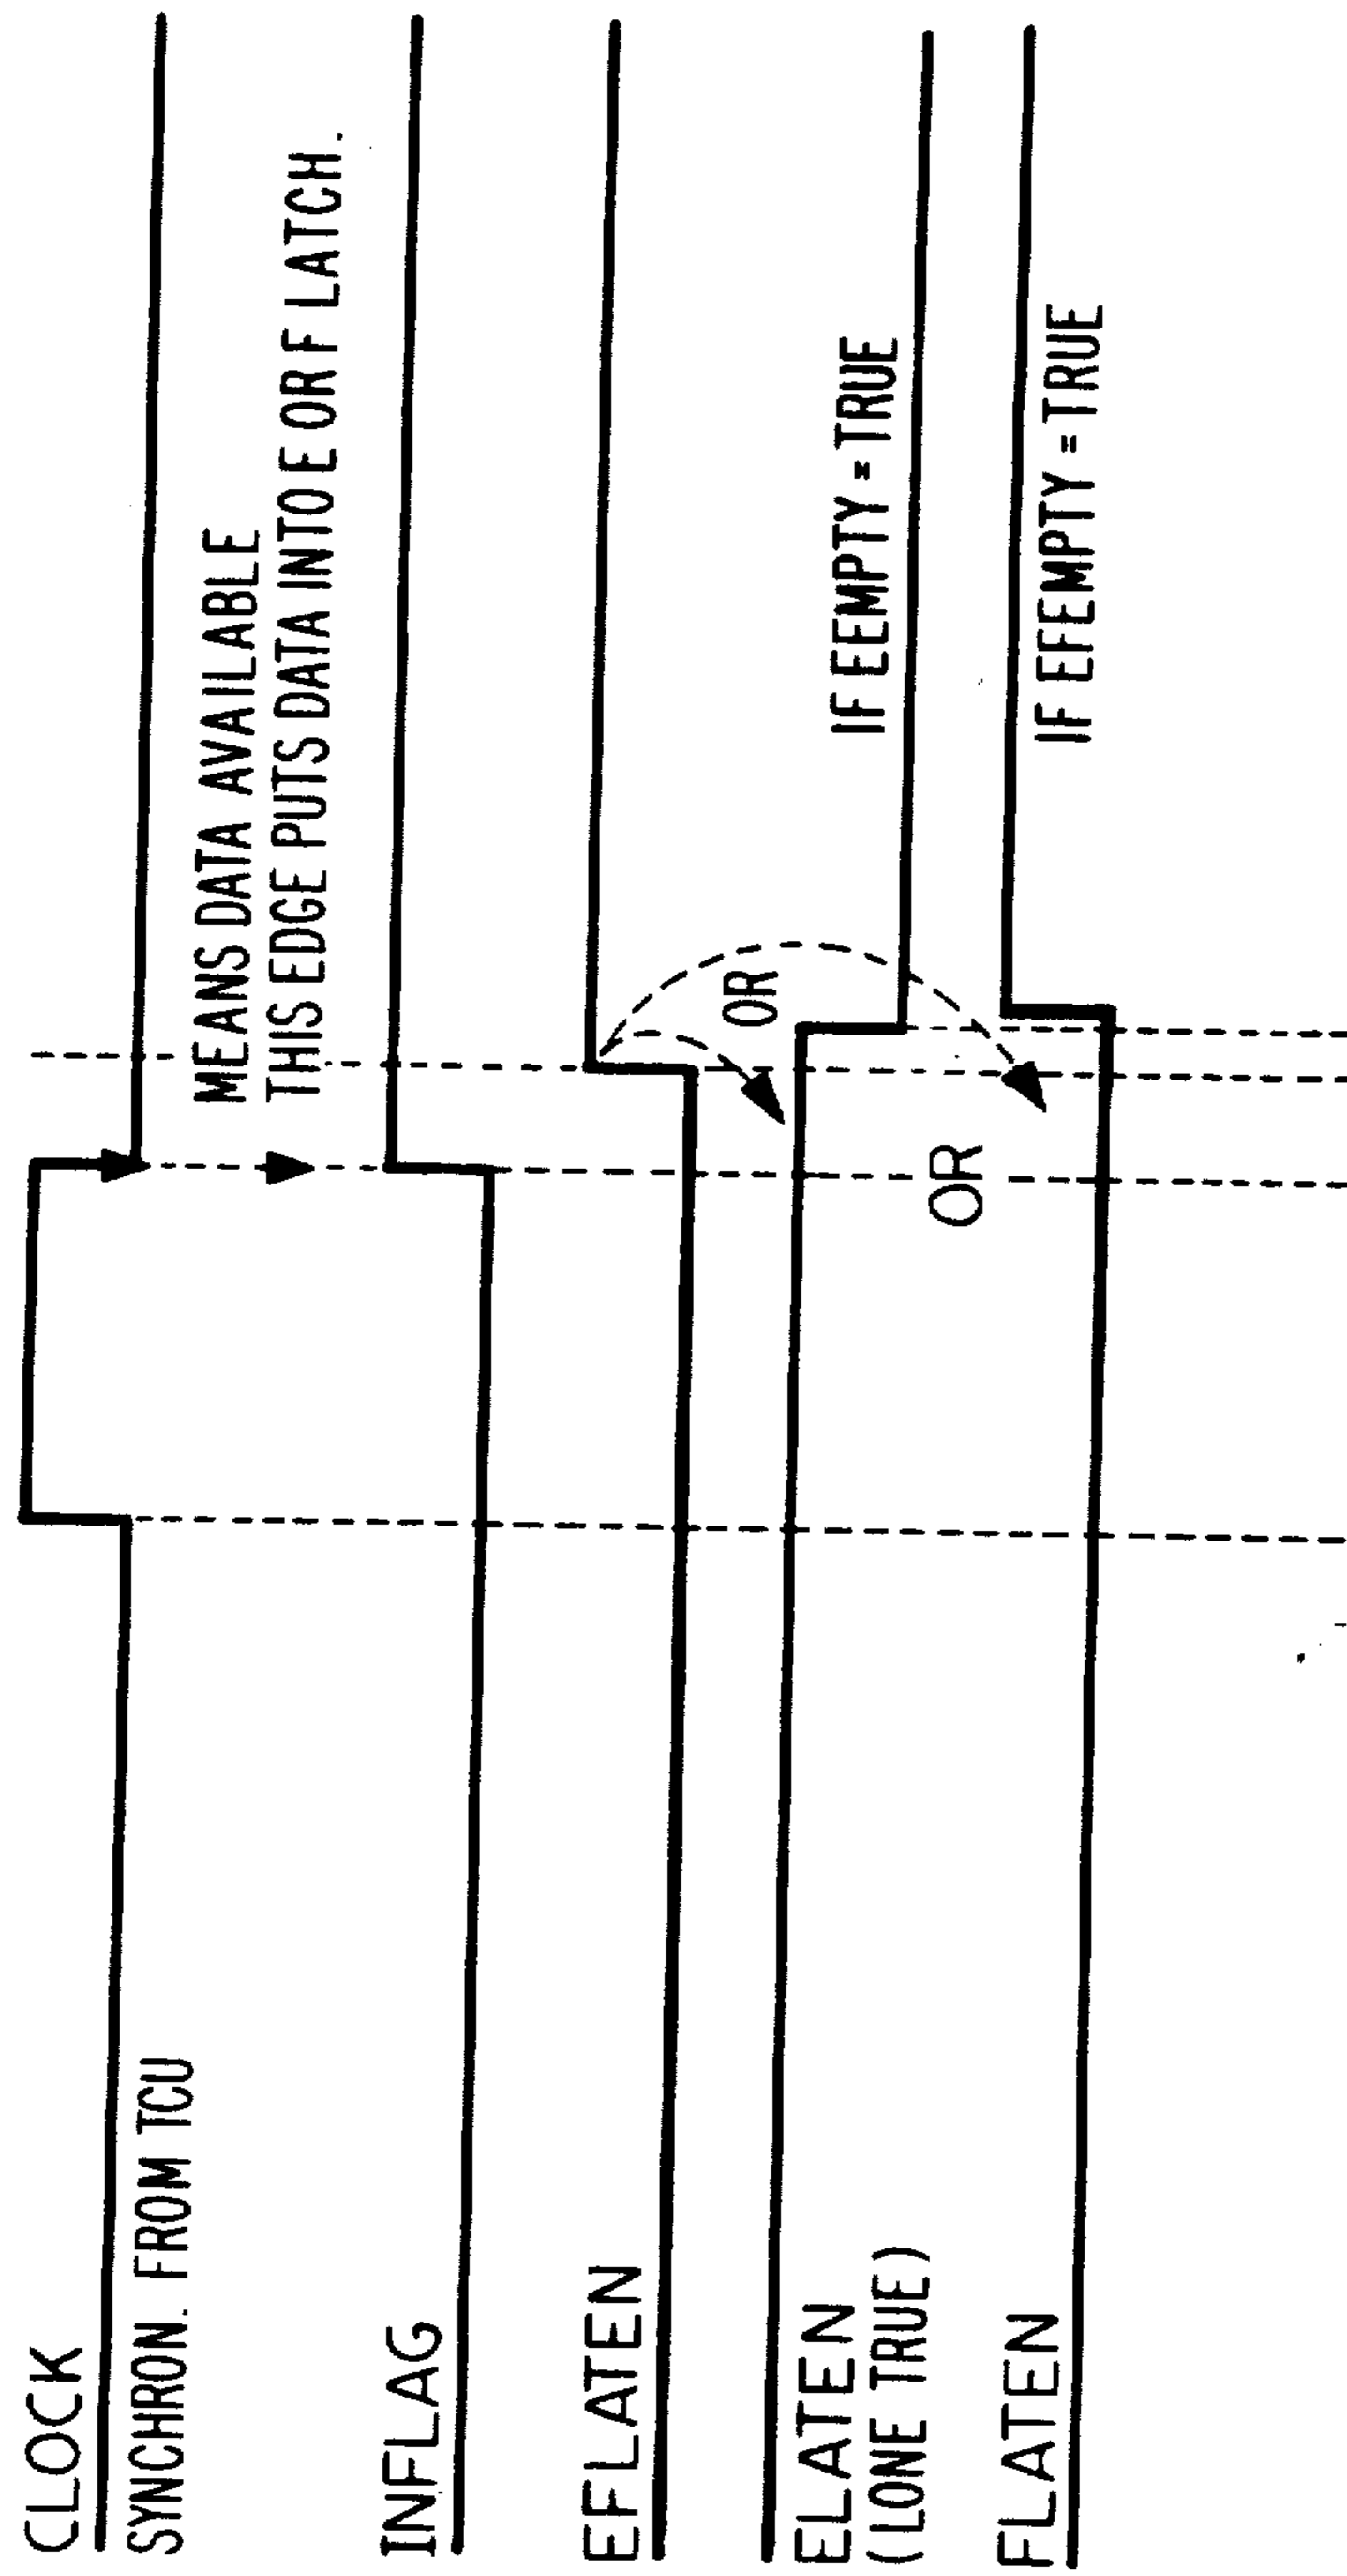 CLOCK
SYNCHRON. FROM TCU
MEANS DATA AVAILABLE
THIS EDGE PUTS DATA INTO E OR F LATCH.
INFLAG
EFLATEN
OR
ELATEN
(LONE TRUE)
IF EEMPTY = TRUE
OR
FLATEN
IF EFEMPTY = TRUE